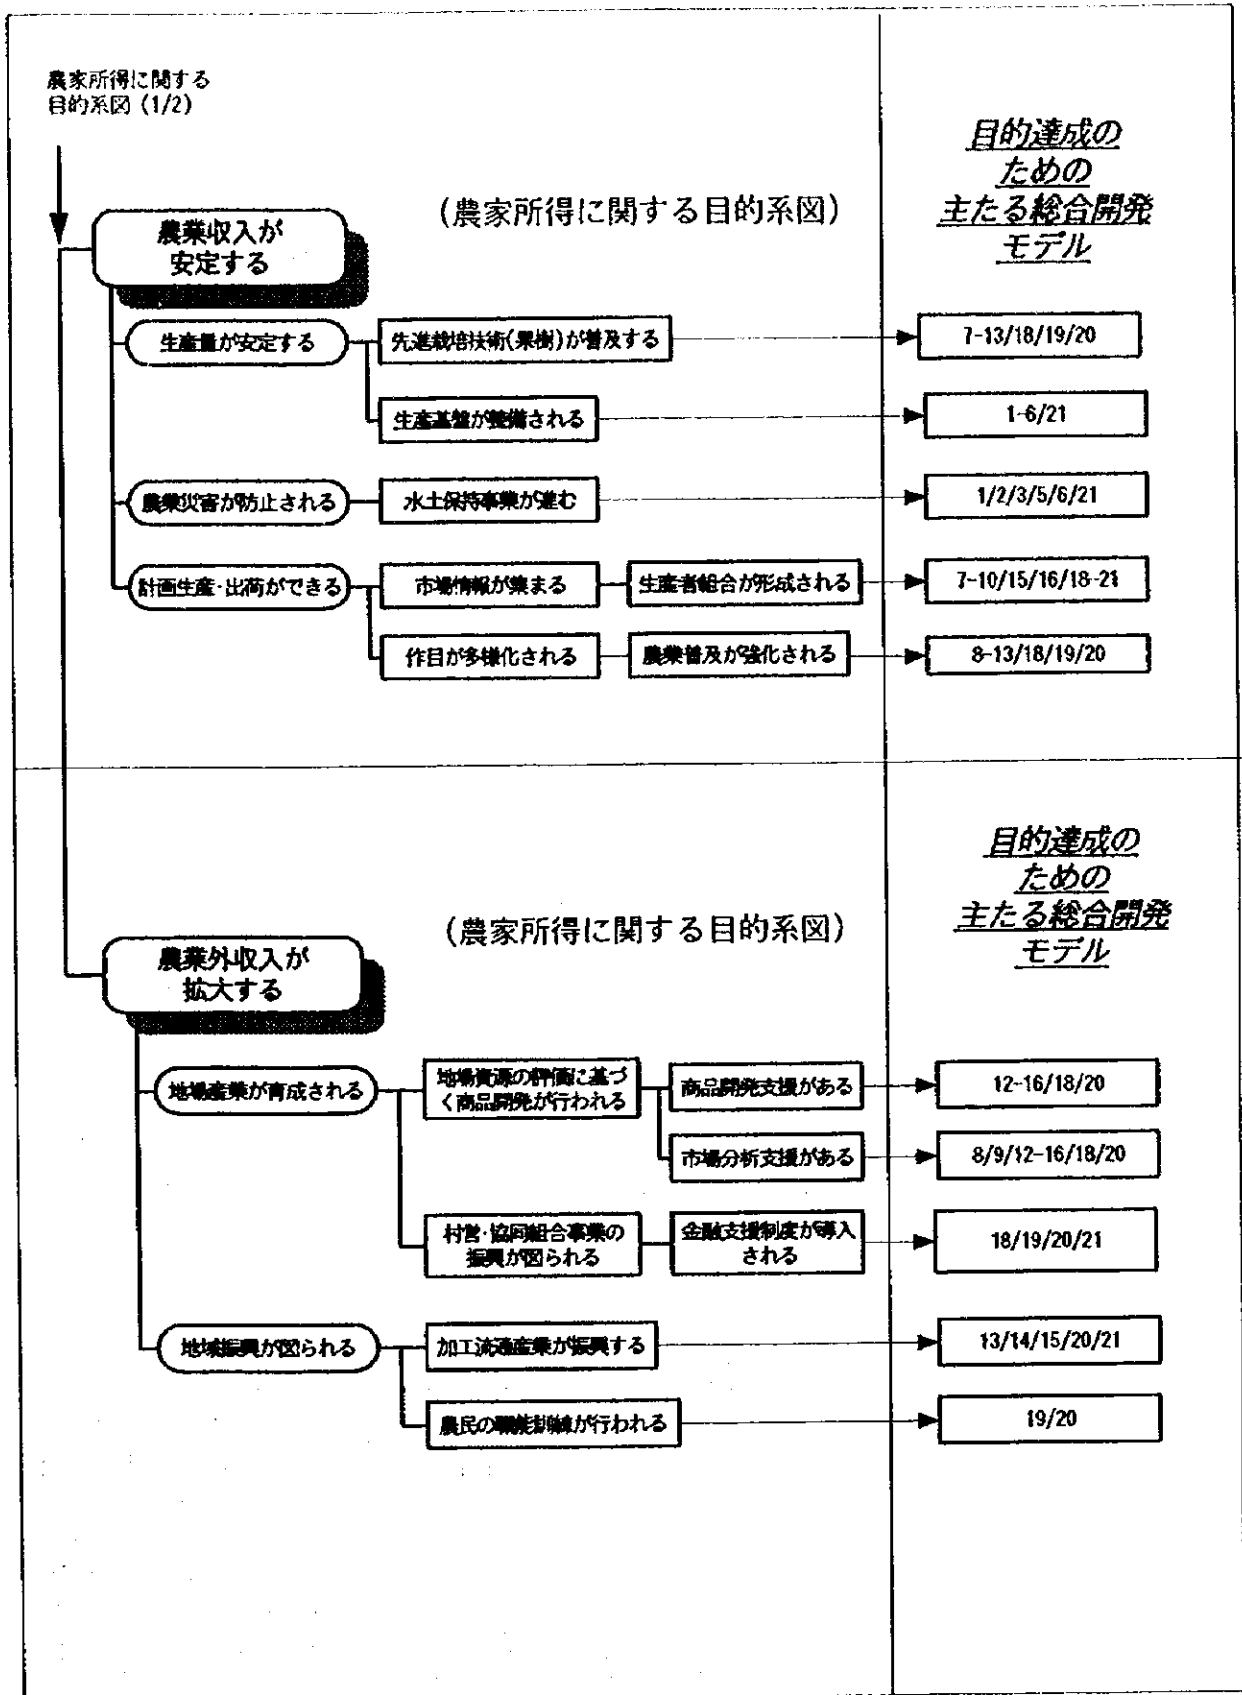 農家所得に関する
目的系図 (1/2)
(農家所得に関する目的系図)
目的達成の
ための
主たる総合開発
モデル
農業収入が
安定する
生産量が安定する
先進栽培技術(果樹)が普及する
7-13/18/19/20
生産基盤が整備される
1-6/21
農業災害が防止される
水土保持事業が進む
1/2/3/5/6/21
計画生産・出荷ができる
市場情報が集まる
生産者組合が形成される
7-10/15/16/18-21
作目が多様化される
農業普及が強化される
8-13/18/19/20
(農家所得に関する目的系図)
目的達成の
ための
主たる総合開発
モデル
農業外収入が
拡大する
地場産業が育成される
地場資源の評価に基づ
く商品開発が行われる
商品開発支援がある
12-16/18/20
市場分析支援がある
8/9/12-16/18/20
村営・協同組合事業の
振興が図られる
金融支援制度が導入
される
18/19/20/21
地域振興が図られる
加工流通産業が振興する
13/14/15/20/21
農民の職能訓練が行われる
19/20